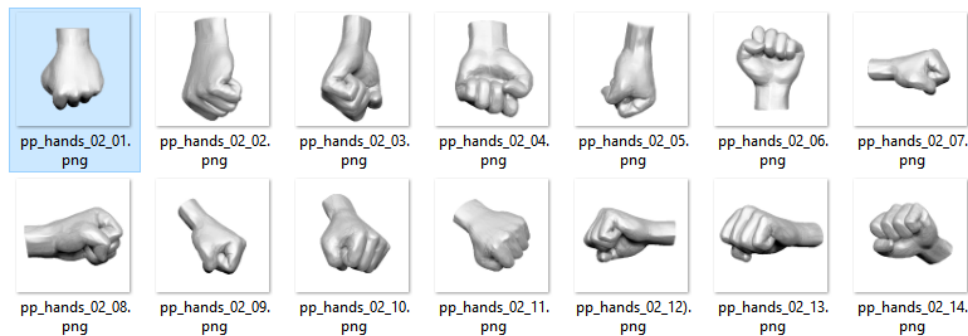 pp_hands_02_01.
png
pp_hands_02_02.
png
pp_hands_02_03.
png
pp_hands_02_04.
png
pp_hands_02_05.
png
pp_hands_02_06.
png
pp_hands_02_07.
png
pp_hands_02_08.
png
pp_hands_02_09.
png
pp_hands_02_10.
png
pp_hands_02_11.
png
pp_hands_02_12).
png
pp_hands_02_13.
png
pp_hands_02_14.
png